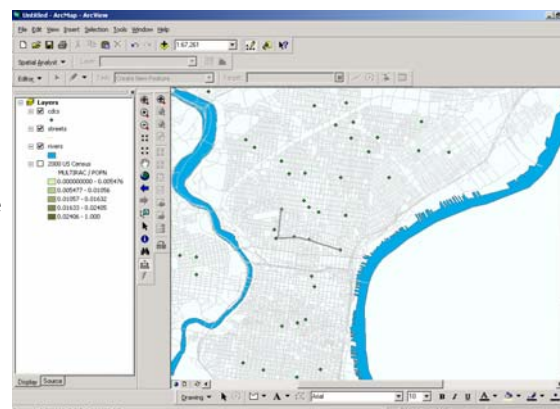 Untitled - ArcMap - ArcView
File Edit View Insert Selection Tools Window Help
1:67,261
Spatial Analyst Layer:
Editor Task: Create New Feature Target:
Layers
cdcs
streets
rivers
2000 US Census
MULTIRAC / POPN
0.000000000 - 0.005476
0.005477 - 0.01056
0.01057 - 0.01632
0.01633 - 0.02405
0.02406 - 1.000
Display Source
Drawing A Arial 10 B I U A